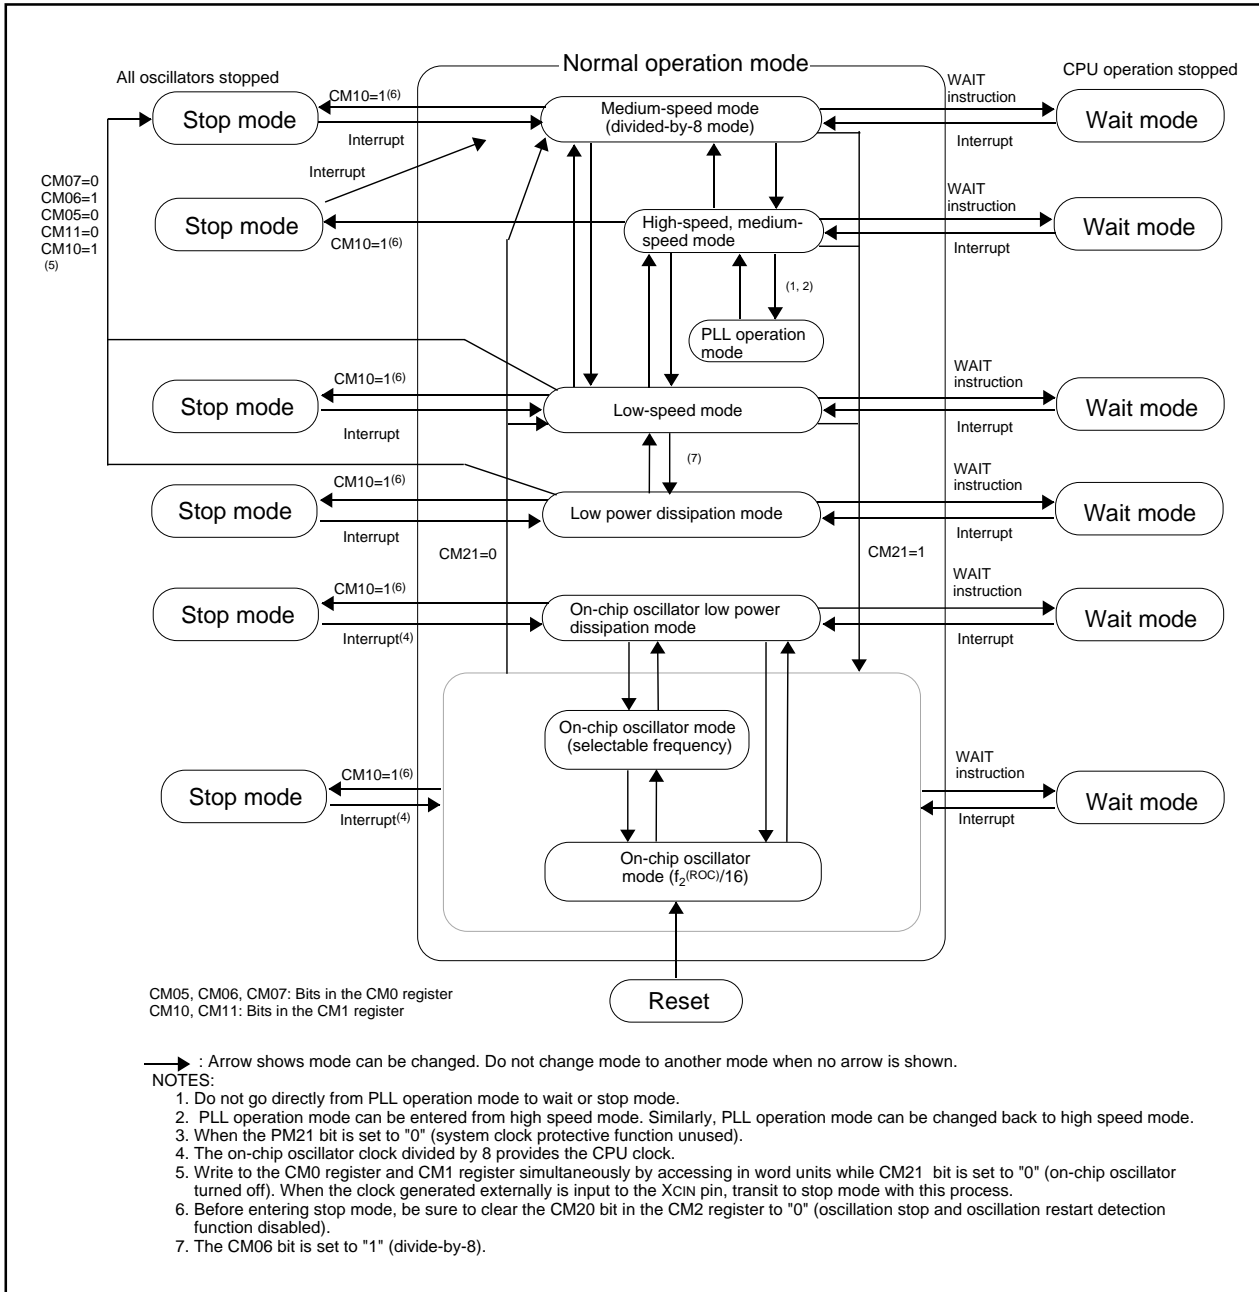 Normal operation mode
All oscillators stopped
CPU operation stopped
Stop mode
CM10=1(6)
Interrupt
Medium-speed mode
(divided-by-8 mode)
WAIT
instruction
Interrupt
Wait mode
Interrupt
CM07=0
CM06=1
CM05=0
CM11=0
CM10=1
(5)
Stop mode
CM10=1(6)
High-speed, medium-
speed mode
WAIT
instruction
Interrupt
Wait mode
(1, 2)
PLL operation
mode
Stop mode
CM10=1(6)
Interrupt
Low-speed mode
WAIT
instruction
Interrupt
Wait mode
(7)
Stop mode
CM10=1(6)
Interrupt
Low power dissipation mode
WAIT
instruction
Interrupt
Wait mode
CM21=0
CM21=1
Stop mode
CM10=1(6)
Interrupt(4)
On-chip oscillator low power
dissipation mode
WAIT
instruction
Interrupt
Wait mode
On-chip oscillator mode
(selectable frequency)
Stop mode
CM10=1(6)
Interrupt(4)
WAIT
instruction
Interrupt
Wait mode
On-chip oscillator
mode (f2(ROC)/16)
Reset
CM05, CM06, CM07: Bits in the CM0 register
CM10, CM11: Bits in the CM1 register
: Arrow shows mode can be changed. Do not change mode to another mode when no arrow is shown.
NOTES:
1. Do not go directly from PLL operation mode to wait or stop mode.
2. PLL operation mode can be entered from high speed mode. Similarly, PLL operation mode can be changed back to high speed mode.
3. When the PM21 bit is set to "0" (system clock protective function unused).
4. The on-chip oscillator clock divided by 8 provides the CPU clock.
5. Write to the CM0 register and CM1 register simultaneously by accessing in word units while CM21 bit is set to "0" (on-chip oscillator
turned off). When the clock generated externally is input to the XCIN pin, transit to stop mode with this process.
6. Before entering stop mode, be sure to clear the CM20 bit in the CM2 register to "0" (oscillation stop and oscillation restart detection
function disabled).
7. The CM06 bit is set to "1" (divide-by-8).